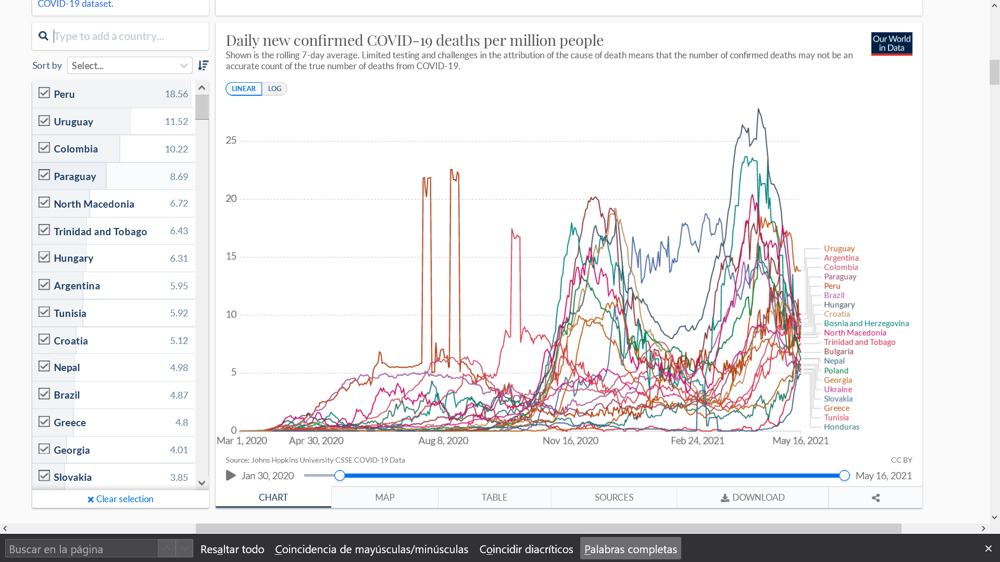 COVID-19 dataset.
Type to add a country...
Sort by Select...
Peru 18.56
Uruguay 11.52
Colombia 10.22
Paraguay 8.69
North Macedonia 6.72
Trinidad and Tobago 6.43
Hungary 6.31
Argentina 5.95
Tunisia 5.92
Croatia 5.12
Nepal 4.98
Brazil 4.87
Greece 4.8
Georgia 4.01
Slovakia 3.85
Clear selection
Daily new confirmed COVID-19 deaths per million people
Shown is the rolling 7-day average. Limited testing and challenges in the attribution of the cause of death means that the number of confirmed deaths may not be an
accurate count of the true number of deaths from COVID-19.
Our World
in Data
LINEAR LOG
25
20
15
10
5
0
Mar 1, 2020 Apr 30, 2020 Aug 8, 2020 Nov 16, 2020 Feb 24, 2021 May 16, 2021
Uruguay
Argentina
Colombia
Paraguay
Peru
Brazil
Hungary
Croatia
Bosnia and Herzegovina
North Macedonia
Trinidad and Tobago
Bulgaria
Nepal
Poland
Georgia
Ukraine
Slovakia
Greece
Tunisia
Honduras
Source: Johns Hopkins University CSSE COVID-19 Data CC BY
Jan 30, 2020 May 16, 2021
CHART MAP TABLE SOURCES DOWNLOAD
Buscar en la página Resaltar todo Coincidencia de mayúsculas/minúsculas Coincidir diacríticos Palabras completas